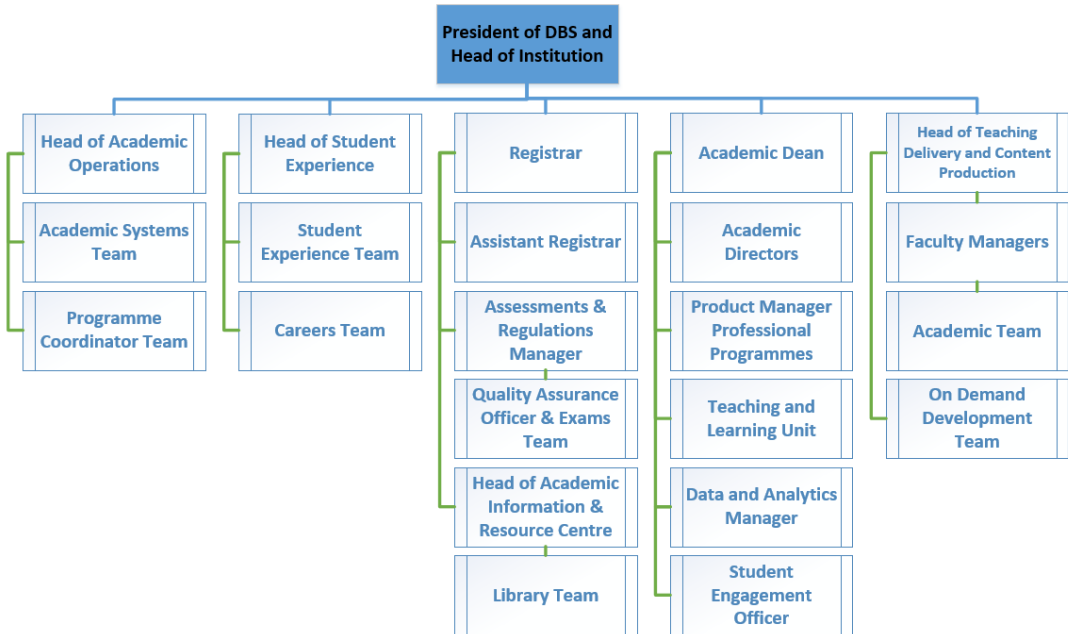 President of DBS and
Head of Institution
Head of Academic
Operations
Academic Systems
Team
Programme
Coordinator Team
Head of Student
Experience
Student
Experience Team
Careers Team
Registrar
Assistant Registrar
Assessments &
Regulations
Manager
Quality Assurance
Officer & Exams
Team
Head of Academic
Information &
Resource Centre
Library Team
Academic Dean
Academic
Directors
Product Manager
Professional
Programmes
Teaching and
Learning Unit
Data and Analytics
Manager
Student
Engagement
Officer
Head of Teaching
Delivery and Content
Production
Faculty Managers
Academic Team
On Demand
Development
Team